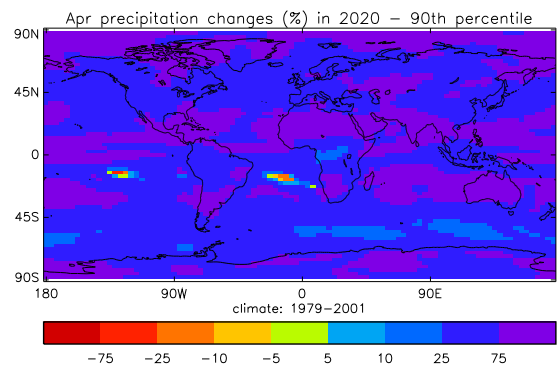 Apr precipitation changes (%) in 2020 − 90th percentile
90N
45N
0
45S
90S
180 90W 0 90E
climate: 1979−2001
−75 −25 −10 −5 5 10 25 75